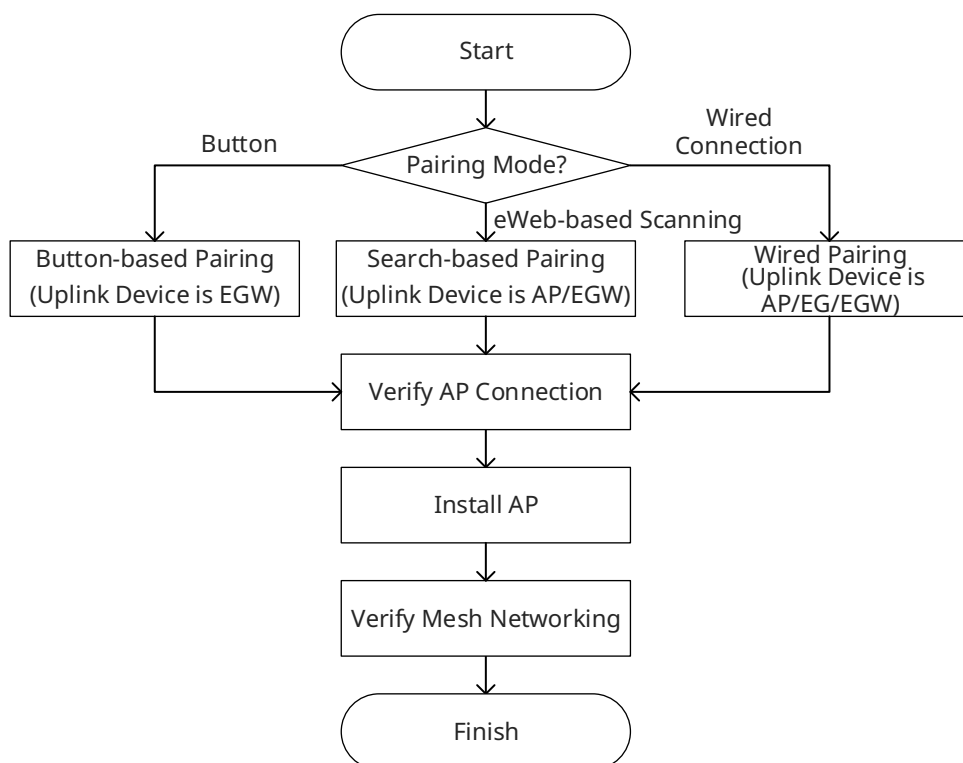 Start
Button
Wired
Connection
Pairing Mode?
eWeb-based Scanning
Button-based Pairing
(Uplink Device is EGW)
Search-based Pairing
(Uplink Device is AP/EGW)
Wired Pairing
(Uplink Device is
AP/EG/EGW)
Verify AP Connection
Install AP
Verify Mesh Networking
Finish